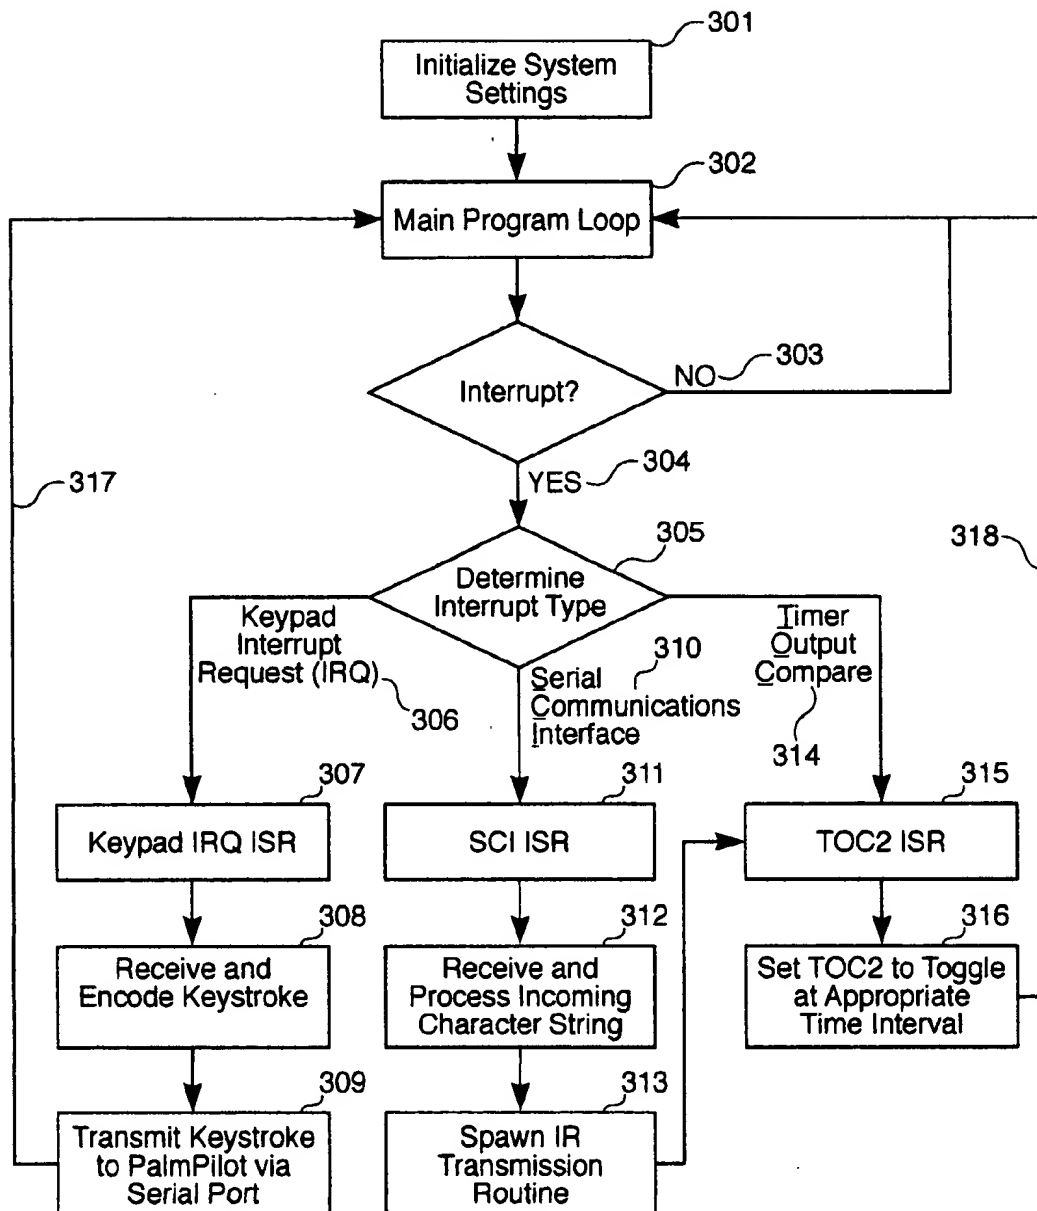 301
Initialize System
Settings
302
Main Program Loop
303
NO
Interrupt?
304
YES
317
305
318
Determine
Interrupt Type
Keypad
Interrupt
Request (IRQ)
306
310
Serial
Communications
Interface
Timer
Output
Compare
314
307
Keypad IRQ ISR
311
SCI ISR
315
TOC2 ISR
308
Receive and
Encode Keystroke
312
Receive and
Process Incoming
Character String
316
Set TOC2 to Toggle
at Appropriate
Time Interval
309
Transmit Keystroke
to PalmPilot via
Serial Port
313
Spawn IR
Transmission
Routine